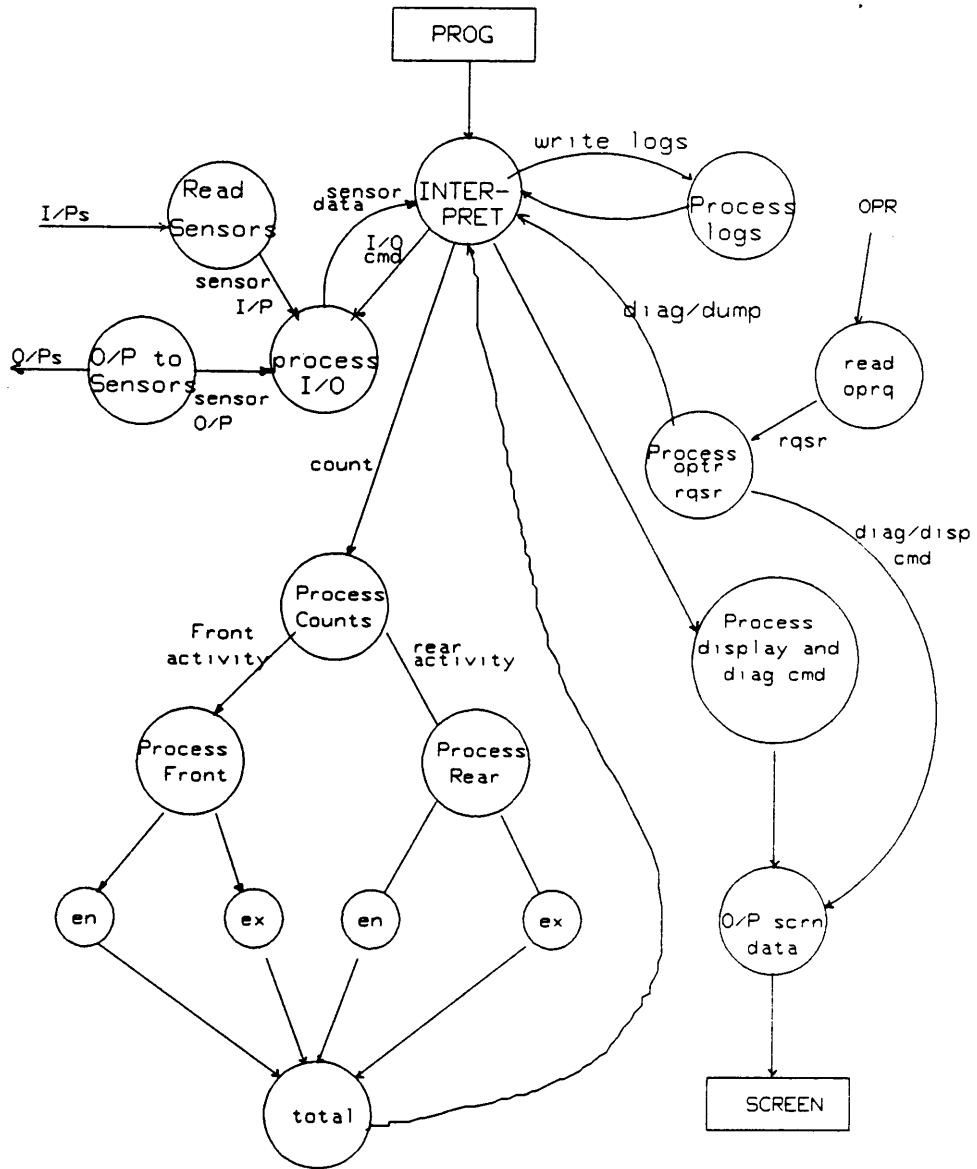 PROG
write logs
INTER-
PRET
Process
logs
OPR
Read
Sensors
I/Ps
sensor
data
I/O
cmd
sensor
I/P
diag/dump
O/Ps
O/P to
Sensors
sensor
O/P
process
I/O
read
oprq
rqsr
Process
optr
rqsr
count
diag/disp
cmd
Process
Counts
Front
activity
rear
activity
Process
display and
diag cmd
Process
Front
Process
Rear
en
ex
en
ex
O/P scrn
data
total
SCREEN